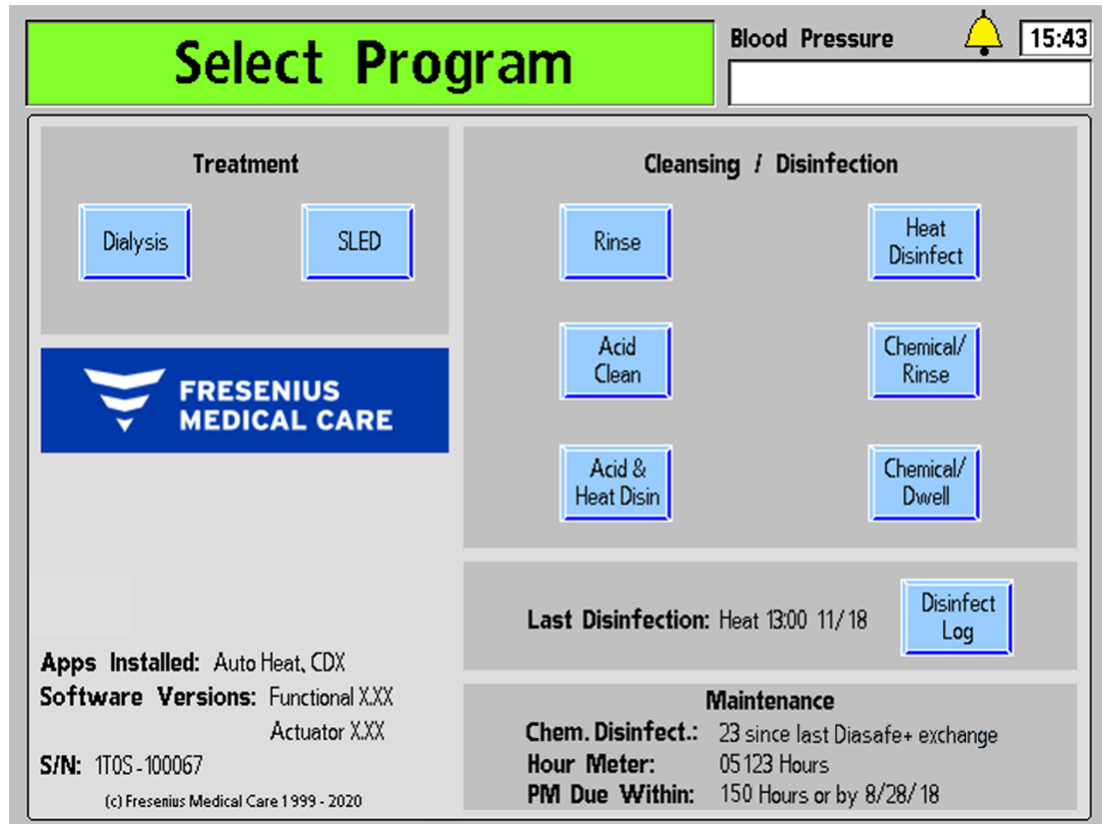 Select Program
Blood Pressure
15:43
Treatment
Dialysis
SLED
FRESENIUS
MEDICAL CARE
Apps Installed: Auto Heat, CDX
Software Versions: Functional X.XX
Actuator X.XX
S/N: 1T0S-100067
(c) Fresenius Medical Care 1999 - 2020
Cleansing / Disinfection
Rinse
Heat
Disinfect
Acid
Clean
Chemical/
Rinse
Acid &
Heat Disin
Chemical/
Dwell
Last Disinfection: Heat 13:00 11/18
Disinfect
Log
Maintenance
Chem. Disinfect.: 23 since last Diasafe+ exchange
Hour Meter: 05123 Hours
PM Due Within: 150 Hours or by 8/28/18